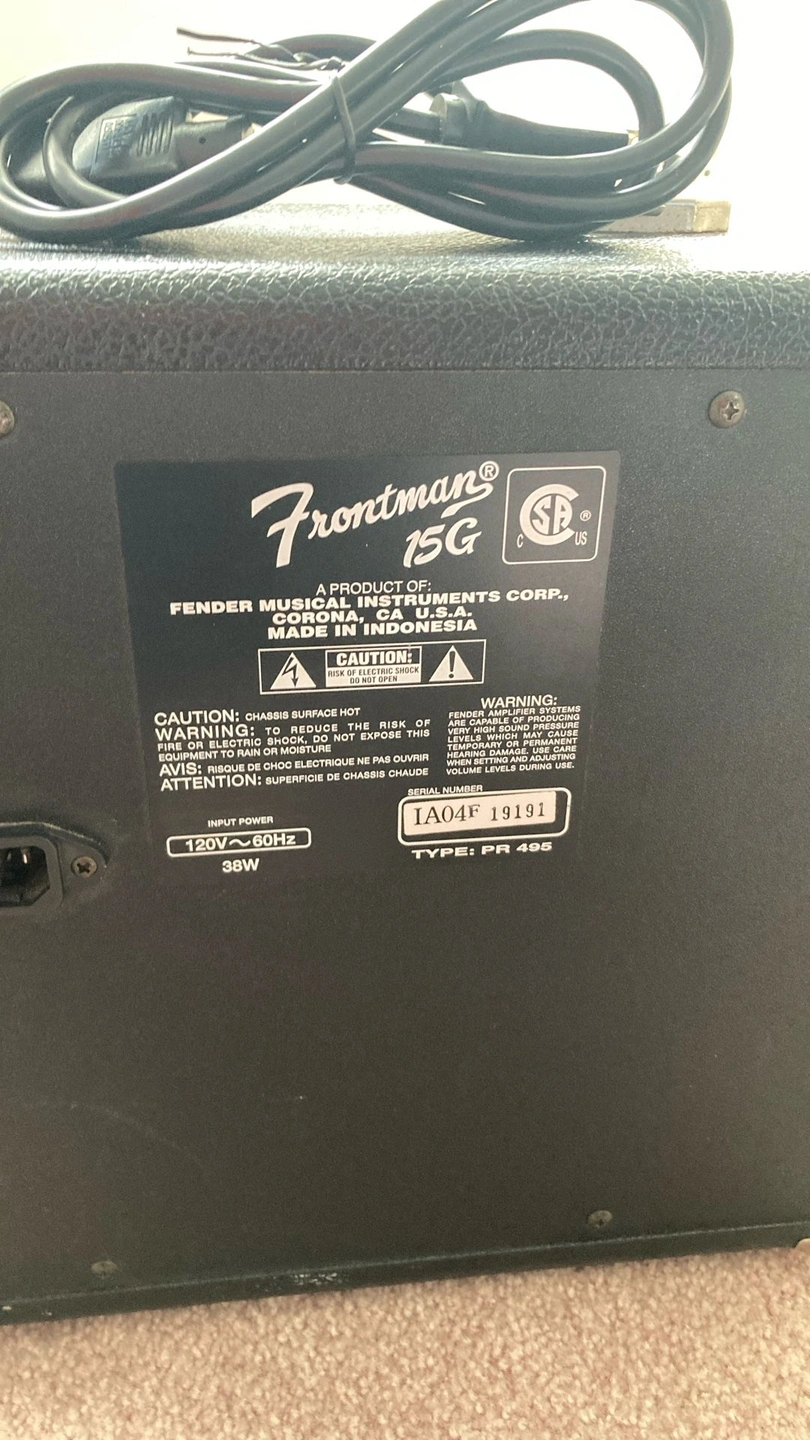 Frontman®
15G
CSA ®
C US
A PRODUCT OF:
FENDER MUSICAL INSTRUMENTS CORP.,
CORONA, CA U.S.A.
MADE IN INDONESIA
CAUTION:
RISK OF ELECTRIC SHOCK
DO NOT OPEN
CAUTION: CHASSIS SURFACE HOT
WARNING: TO REDUCE THE RISK OF
FIRE OR ELECTRIC SHOCK, DO NOT EXPOSE THIS
EQUIPMENT TO RAIN OR MOISTURE
AVIS: RISQUE DE CHOC ELECTRIQUE NE PAS OUVRIR
ATTENTION: SUPERFICIE DE CHASSIS CHAUDE
WARNING:
FENDER AMPLIFIER SYSTEMS
ARE CAPABLE OF PRODUCING
VERY HIGH SOUND PRESSURE
LEVELS WHICH MAY CAUSE
TEMPORARY OR PERMANENT
HEARING DAMAGE. USE CARE
WHEN SETTING AND ADJUSTING
VOLUME LEVELS DURING USE.
INPUT POWER
120V~60Hz
38W
SERIAL NUMBER
IA04F 19191
TYPE: PR 495